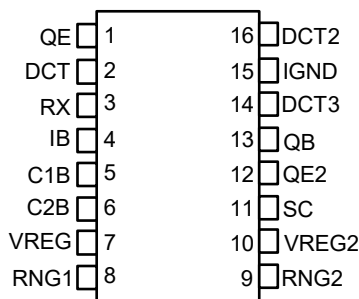 QE 1 16 DCT2
DCT 2 15 IGND
RX 3 14 DCT3
IB 4 13 QB
C1B 5 12 QE2
C2B 6 11 SC
VREG 7 10 VREG2
RNG1 8 9 RNG2